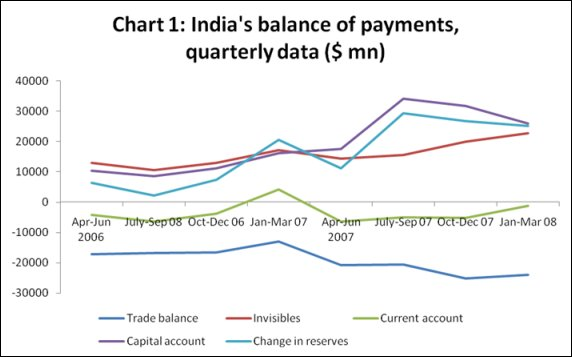 Chart 1: India's balance of payments,
quarterly data ($ mn)
40000
30000
20000
10000
0
-10000
-20000
-30000
Apr-Jun 2006
July-Sep 08
Oct-Dec 06
Jan-Mar 07
Apr-Jun 2007
July-Sep 07
Oct-Dec 07
Jan-Mar 08
Trade balance
Invisibles
Current account
Capital account
Change in reserves